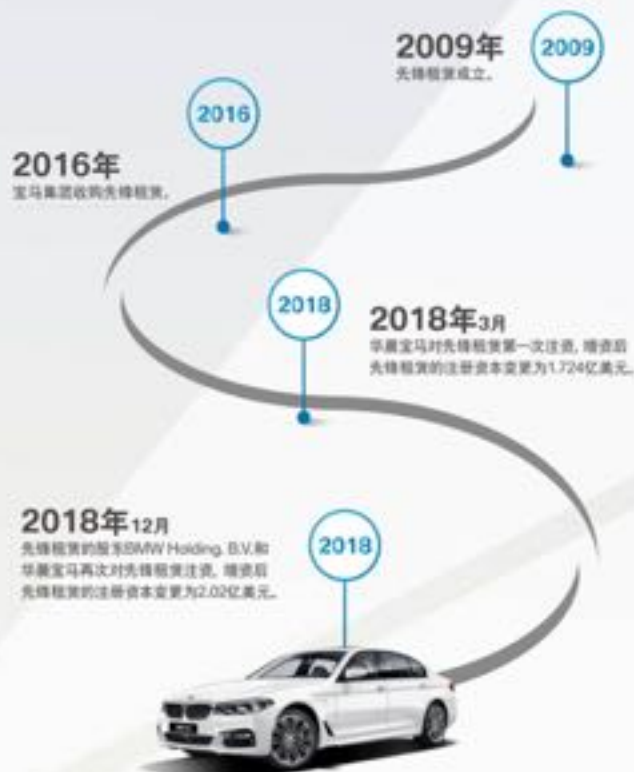 2009年
先锋租赁成立。
2009
2016
2016年
宝马集团收购先锋租赁。
2018
2018年3月
华晨宝马对先锋租赁第一次注资, 增资后
先锋租赁的注册资本变更为1.724亿美元。
2018年12月
先锋租赁的股东BMW Holding. B.V.和
华晨宝马再次对先锋租赁注资, 增资后
先锋租赁的注册资本变更为2.02亿美元。
2018